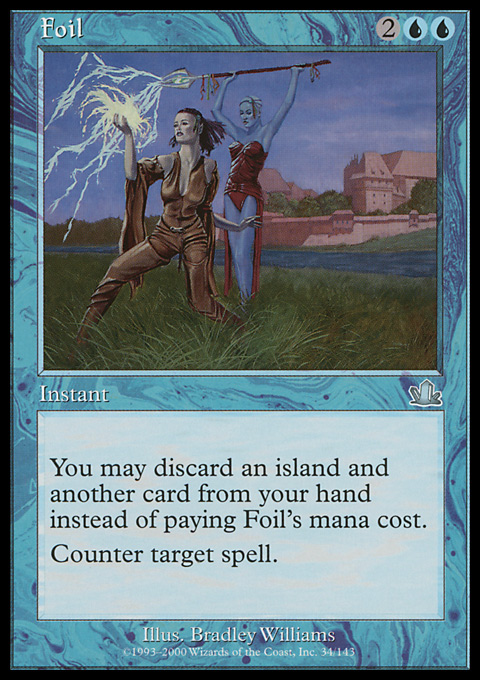 Foil 2
Instant
You may discard an island and
another card from your hand
instead of paying Foil's mana cost.
Counter target spell.
Illus. Bradley Williams
©1993–2000 Wizards of the Coast, Inc. 34/143